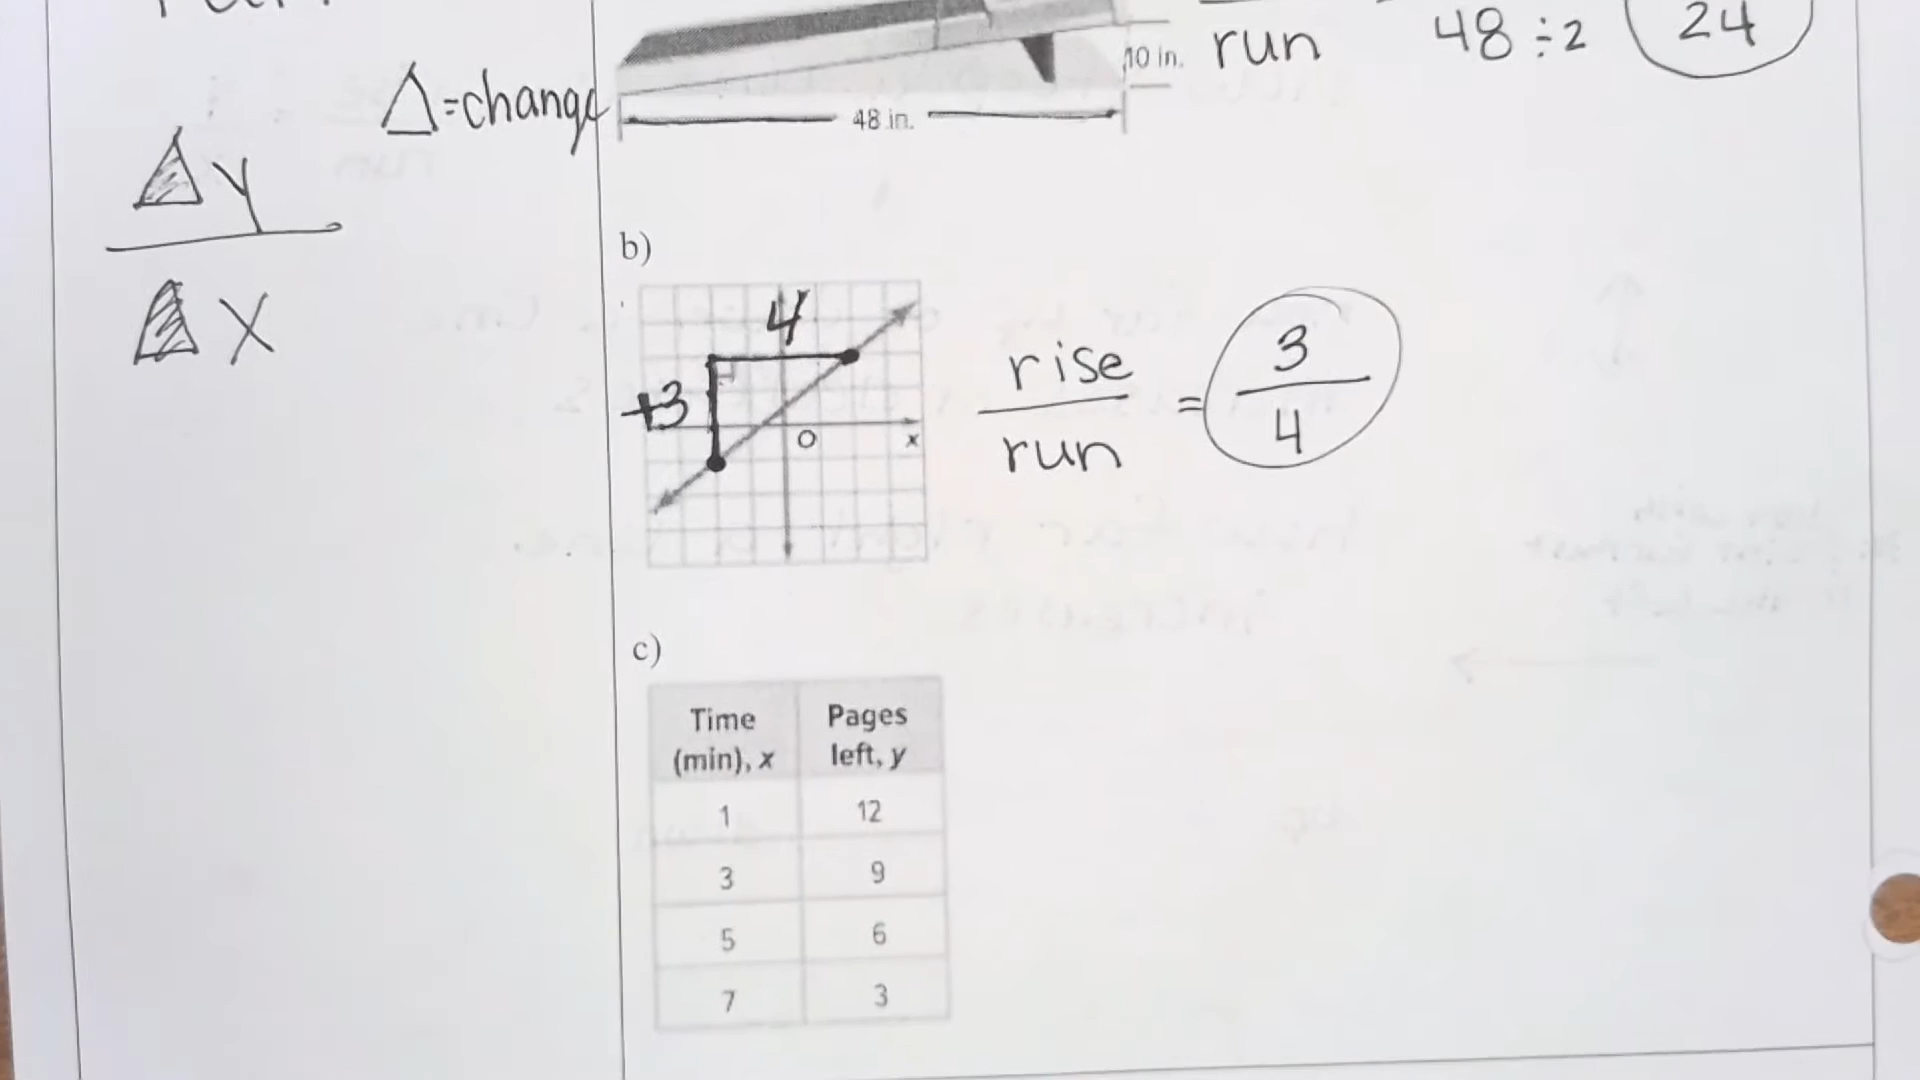 24
48 ÷2
run
10 in.
48 in.
Δ=change
Δy
Δx
b)
4
+3
O
x
rise
run
=
3
4
c)
Time
(min), x
Pages
left, y
1 12
3 9
5 6
7 3